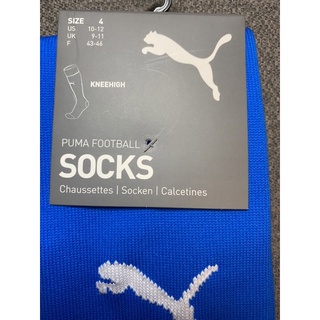 SIZE 4
US 10-12
UK 9-11
F 43-46
KNEEHIGH
PUMA FOOTBALL
SOCKS
Chaussettes | Socken | Calcetines